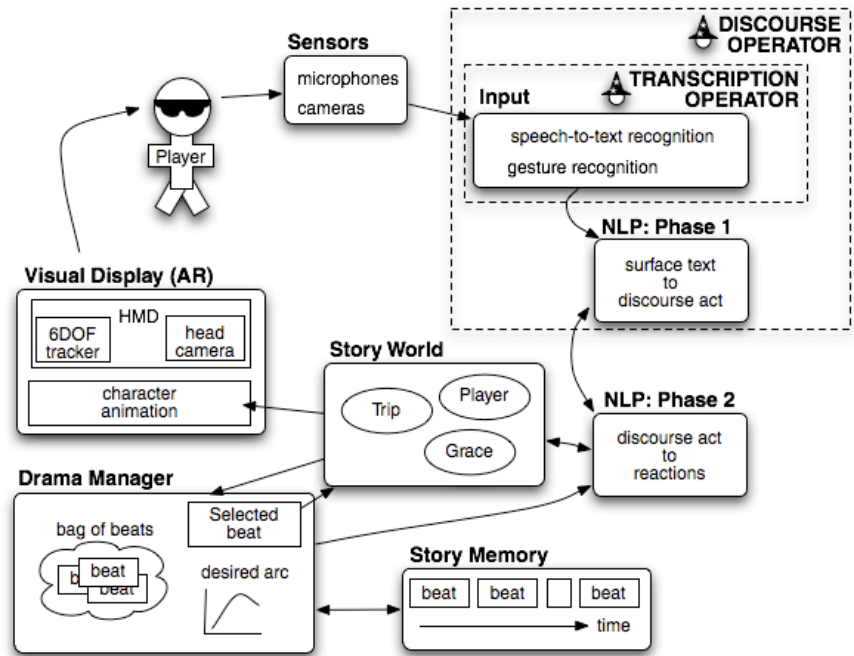 DISCOURSE
OPERATOR
Sensors
microphones
cameras
TRANSCRIPTION
OPERATOR
Input
speech-to-text recognition
gesture recognition
Player
NLP: Phase 1
surface text
to
discourse act
Visual Display (AR)
HMD
6DOF
tracker
head
camera
character
animation
Story World
Trip
Player
Grace
NLP: Phase 2
discourse act
to
reactions
Drama Manager
bag of beats
beat
b
beat
Selected
beat
desired arc
Story Memory
beat
beat
beat
time